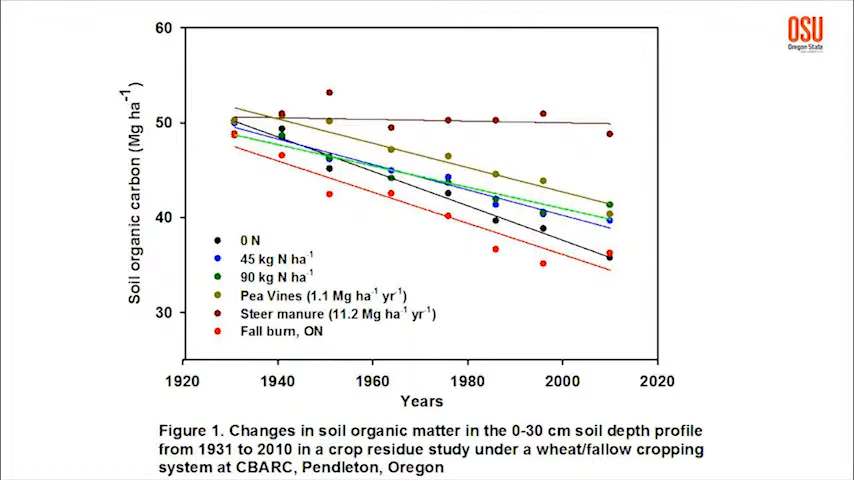 OSU
Oregon State
60
50
40
30
Soil organic carbon (Mg ha-1)
0 N
45 kg N ha-1
90 kg N ha-1
Pea Vines (1.1 Mg ha-1 yr-1)
Steer manure (11.2 Mg ha-1 yr-1)
Fall burn, ON
1920 1940 1960 1980 2000 2020
Years
Figure 1. Changes in soil organic matter in the 0-30 cm soil depth profile
from 1931 to 2010 in a crop residue study under a wheat/fallow cropping
system at CBARC, Pendleton, Oregon